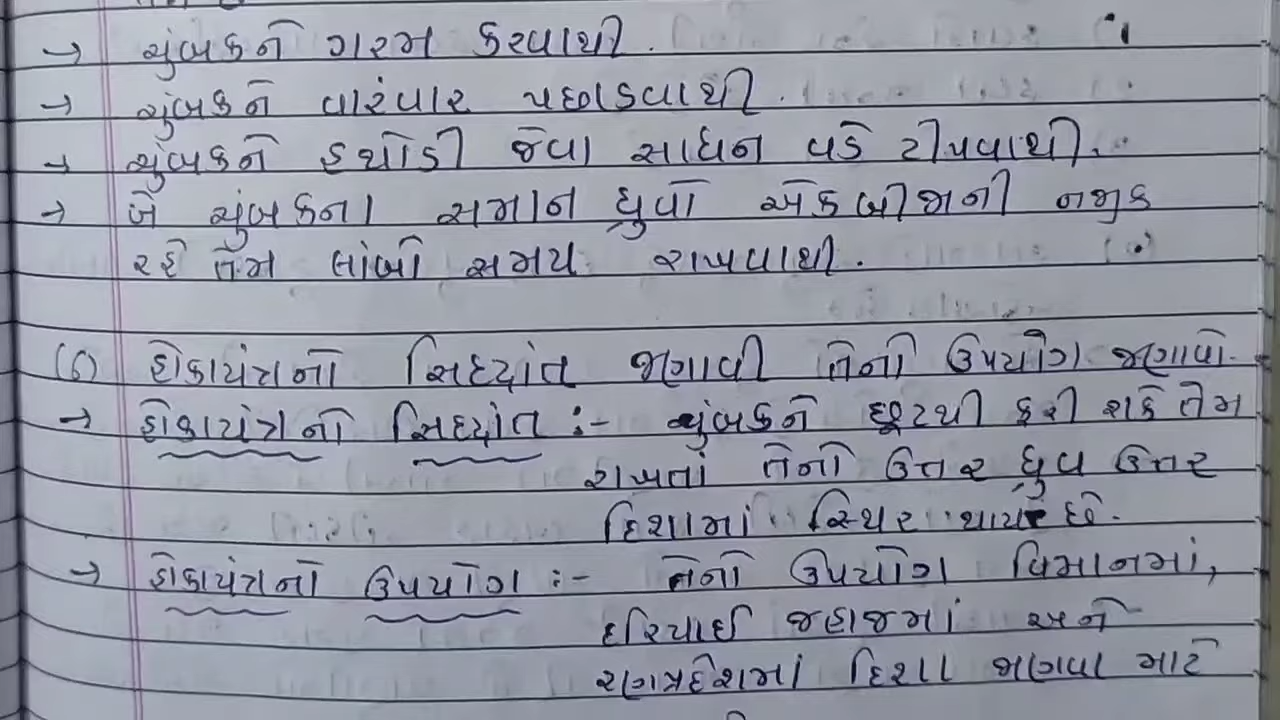 → ચુંબકને ગરમ કરવાથી.
→ ચુંબકને વારંવાર પછાડવાથી.
→ ચુંબકને હથોડી જેવા સાધન વડે ટીપવાથી.
→ બે ચુંબકના સમાન ધ્રુવો એકબીજાની નજીક
રહે તેમ લાંબો સમય રાખવાથી.
(6) હોકાયંત્રનો સિદ્ધાંત જણાવી તેનો ઉપયોગ જણાવો.
→ હોકાયંત્રનો સિદ્ધાંત :- ચુંબકને છૂટથી ફરી શકે તેમ
રાખતાં તેનો ઉત્તર ધ્રુવ ઉત્તર
દિશામાં સ્થિર થાય છે.
→ હોકાયંત્રનો ઉપયોગ :- તેનો ઉપયોગ વિમાનમાં,
દરિયાઈ જહાજમાં અને
રણપ્રદેશમાં દિશા જાણવા માટે